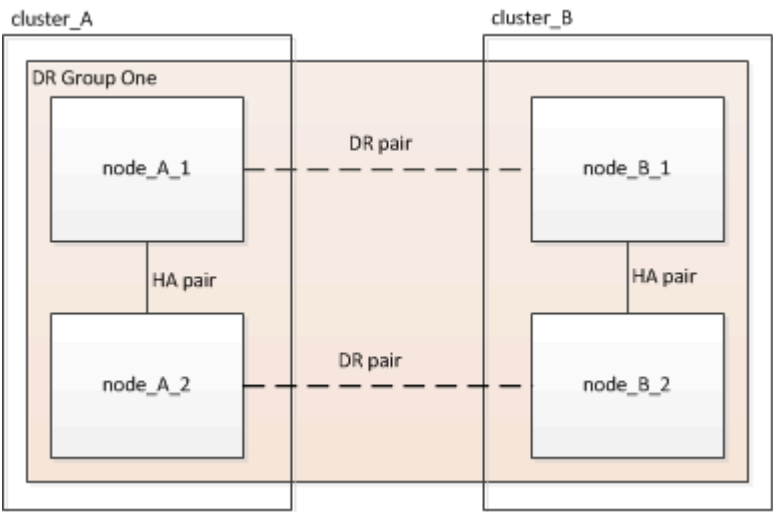 cluster_A
cluster_B
DR Group One
node_A_1
DR pair
node_B_1
HA pair
HA pair
node_A_2
DR pair
node_B_2